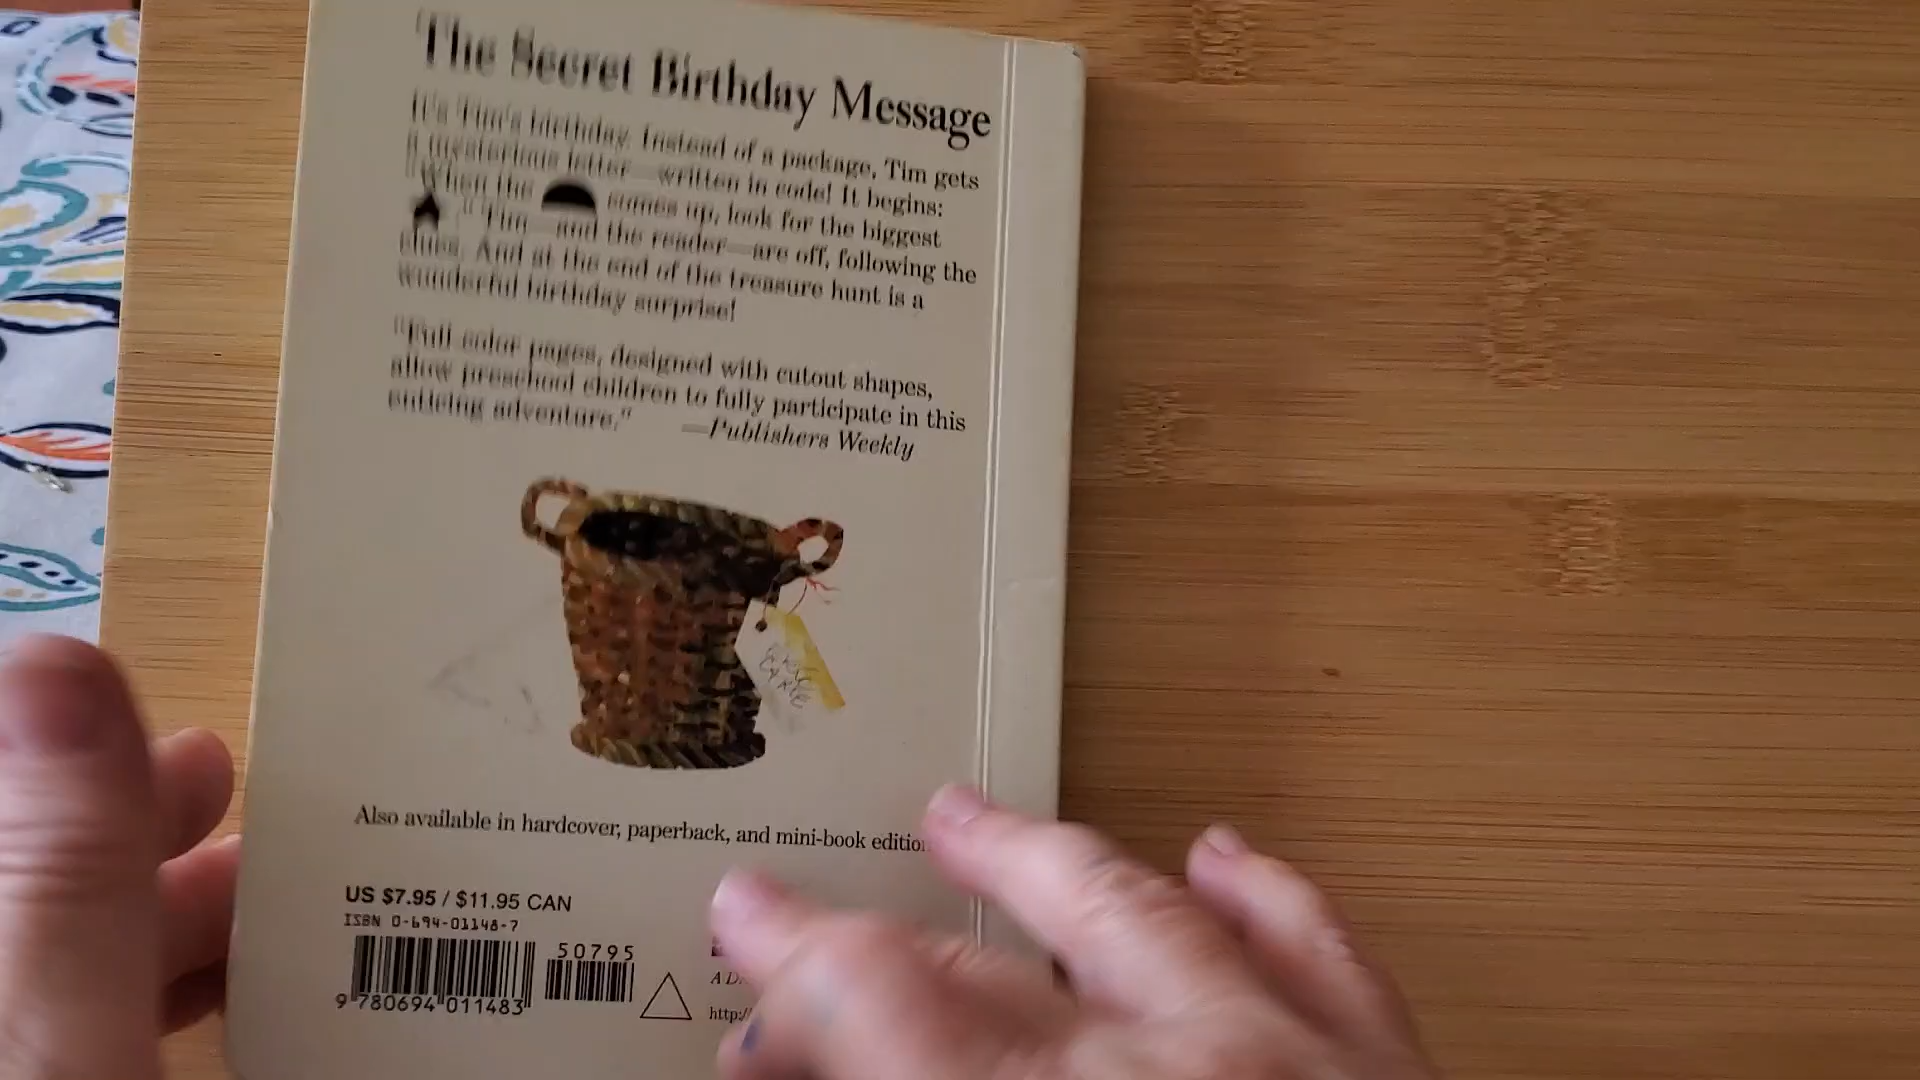 The Secret Birthday Message
It's Tim's birthday. Instead of a package, Tim gets
a mysterious letter—written in code! It begins:
"When the comes up, look for the biggest
." Tim—and the reader—are off, following the
clues. And at the end of the treasure hunt is a
wonderful birthday surprise!
"Full color pages, designed with cutout shapes,
allow preschool children to fully participate in this
enticing adventure." —Publishers Weekly
ERIC
CARLE
Also available in hardcover, paperback, and mini-book
US $7.95 / $11.95 CAN
ISBN 0-694-01148-7
50795
9 780694 011483
A
http:/